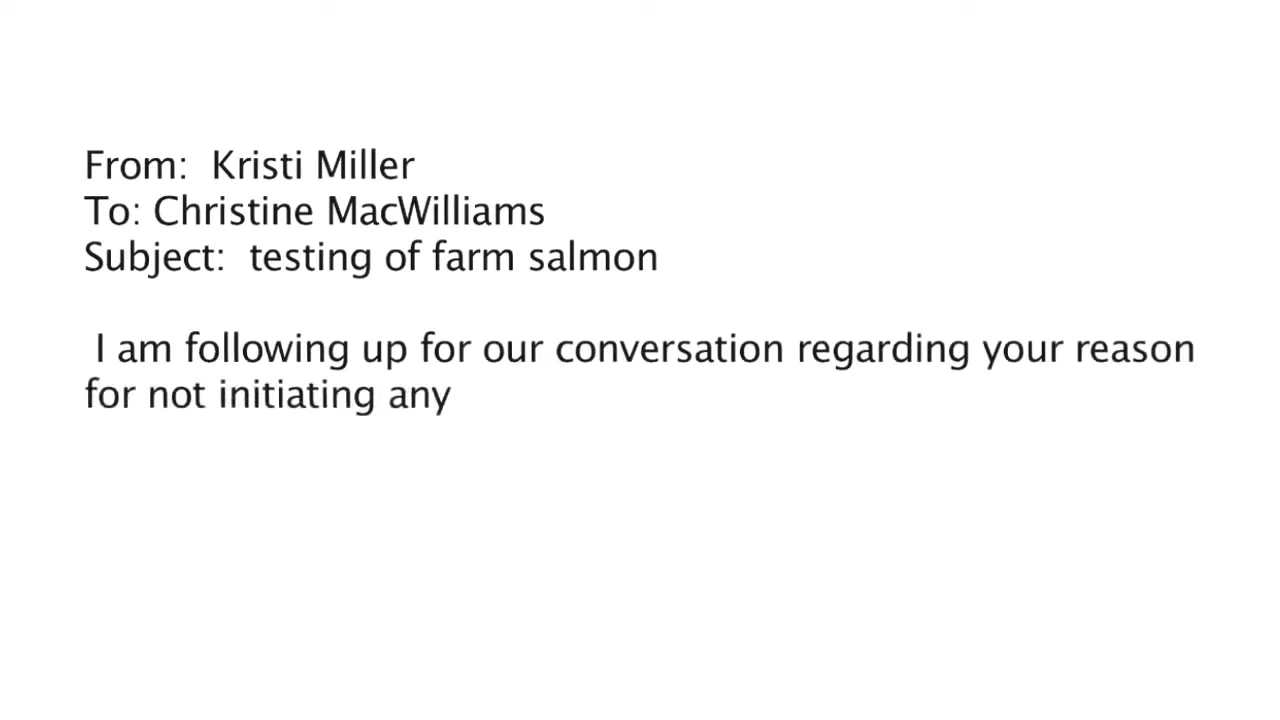 From:  Kristi Miller
To: Christine MacWilliams
Subject:  testing of farm salmon
I am following up for our conversation regarding your reason
for not initiating any